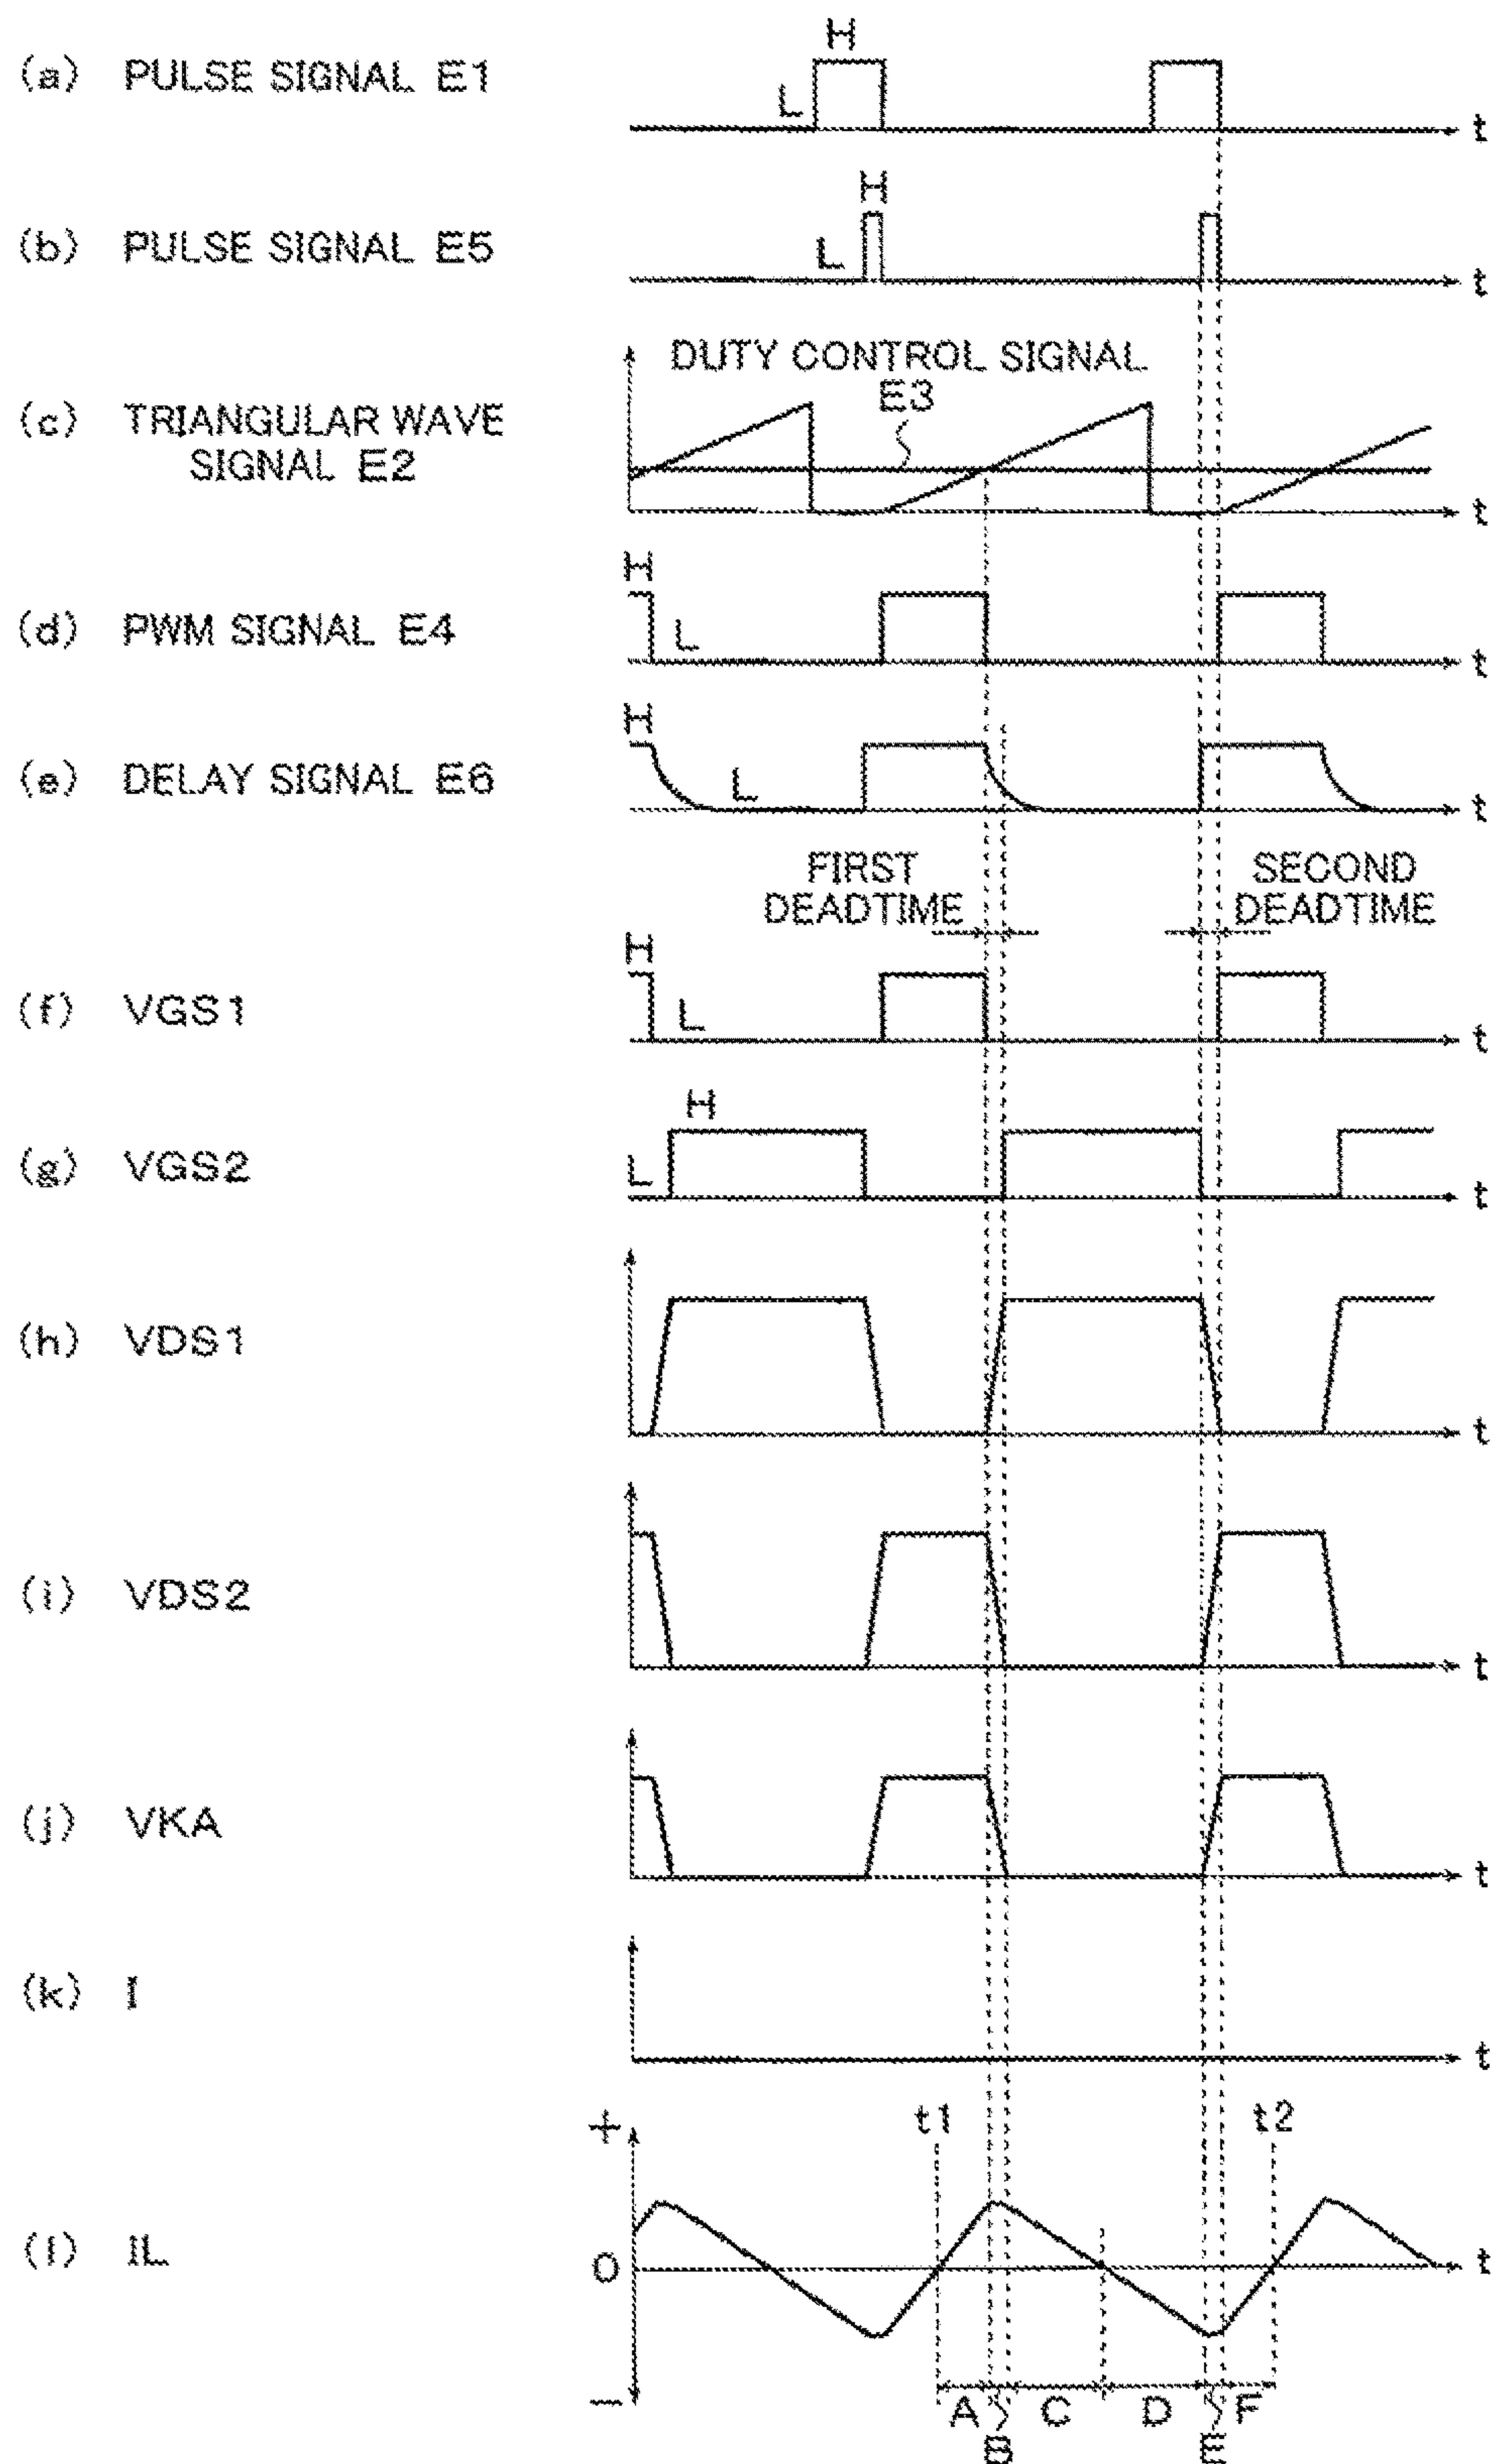 H
(a) PULSE SIGNAL E1
L
t
H
(b) PULSE SIGNAL E5
L
t
DUTY CONTROL SIGNAL
E3
(c) TRIANGULAR WAVE
SIGNAL E2
t
H
(d) PWM SIGNAL E4
L
t
H
(e) DELAY SIGNAL E6
L
t
FIRST
DEADTIME
SECOND
DEADTIME
H
(f) VGS1
L
t
H
(g) VGS2
L
t
(h) VDS1
t
(i) VDS2
t
(j) VKA
t
(k) I
t
+
t1
t2
(l) IL
0
t
−
A
B
C
D
E
F